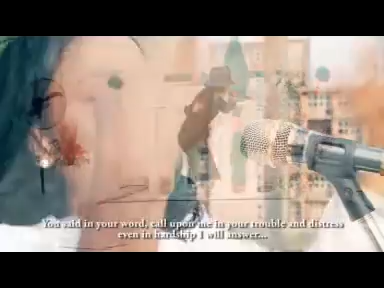 You said in your word, call upon me in your trouble and distress
even in hardship I will answer...